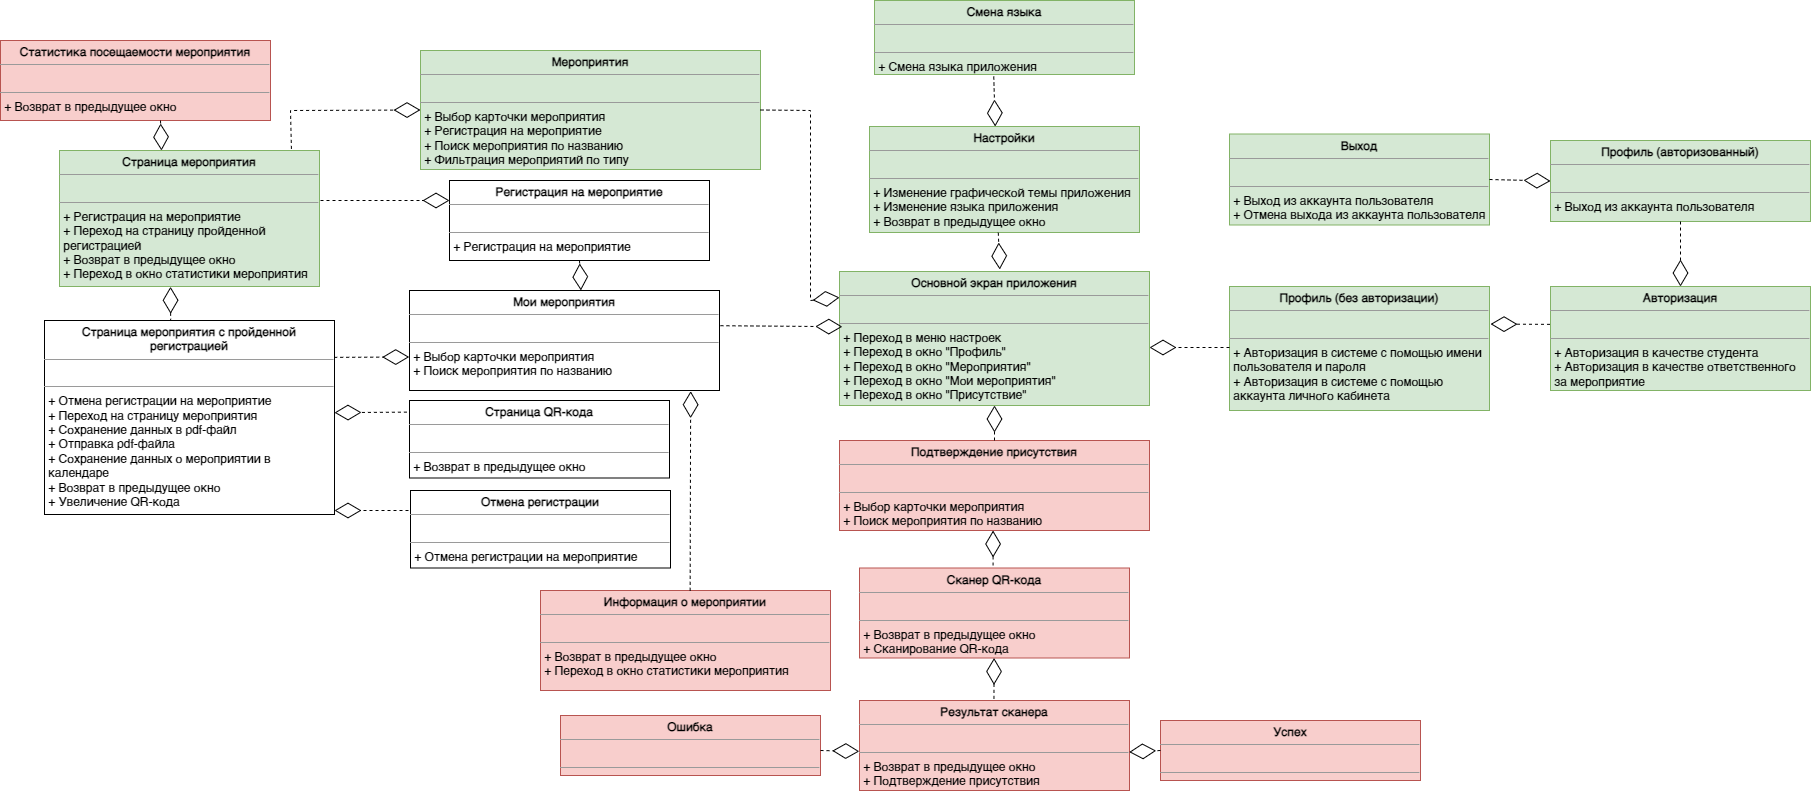 Смена языка
+ Смена языка приложения
Статистика посещаемости мероприятия
+ Возврат в предыдущее окно
Мероприятия
+ Выбор карточки мероприятия
+ Регистрация на мероприятие
+ Поиск мероприятия по названию
+ Фильтрация мероприятий по типу
Настройки
+ Изменение графической темы приложения
+ Изменение языка приложения
+ Возврат в предыдущее окно
Выход
+ Выход из аккаунта пользователя
+ Отмена выхода из аккаунта пользователя
Профиль (авторизованный)
+ Выход из аккаунта пользователя
Страница мероприятия
+ Регистрация на мероприятие
+ Переход на страницу пройденной
регистрацией
+ Возврат в предыдущее окно
+ Переход в окно статистики мероприятия
Регистрация на мероприятие
+ Регистрация на мероприятие
Основной экран приложения
+ Переход в меню настроек
+ Переход в окно "Профиль"
+ Переход в окно "Мероприятия"
+ Переход в окно "Мои мероприятия"
+ Переход в окно "Присутствие"
Профиль (без авторизации)
+ Авторизация в системе с помощью имени
пользователя и пароля
+ Авторизация в системе с помощью
аккаунта личного кабинета
Авторизация
+ Авторизация в качестве студента
+ Авторизация в качестве ответственного
за мероприятие
Мои мероприятия
+ Выбор карточки мероприятия
+ Поиск мероприятия по названию
Страница мероприятия с пройденной
регистрацией
+ Отмена регистрации на мероприятие
+ Переход на страницу мероприятия
+ Сохранение данных в pdf-файл
+ Отправка pdf-файла
+ Сохранение данных о мероприятии в
календаре
+ Возврат в предыдущее окно
+ Увеличение QR-кода
Страница QR-кода
+ Возврат в предыдущее окно
Отмена регистрации
+ Отмена регистрации на мероприятие
Подтверждение присутствия
+ Выбор карточки мероприятия
+ Поиск мероприятия по названию
Сканер QR-кода
+ Возврат в предыдущее окно
+ Сканирование QR-кода
Информация о мероприятии
+ Возврат в предыдущее окно
+ Переход в окно статистики мероприятия
Результат сканера
+ Возврат в предыдущее окно
+ Подтверждение присутствия
Ошибка
Успех